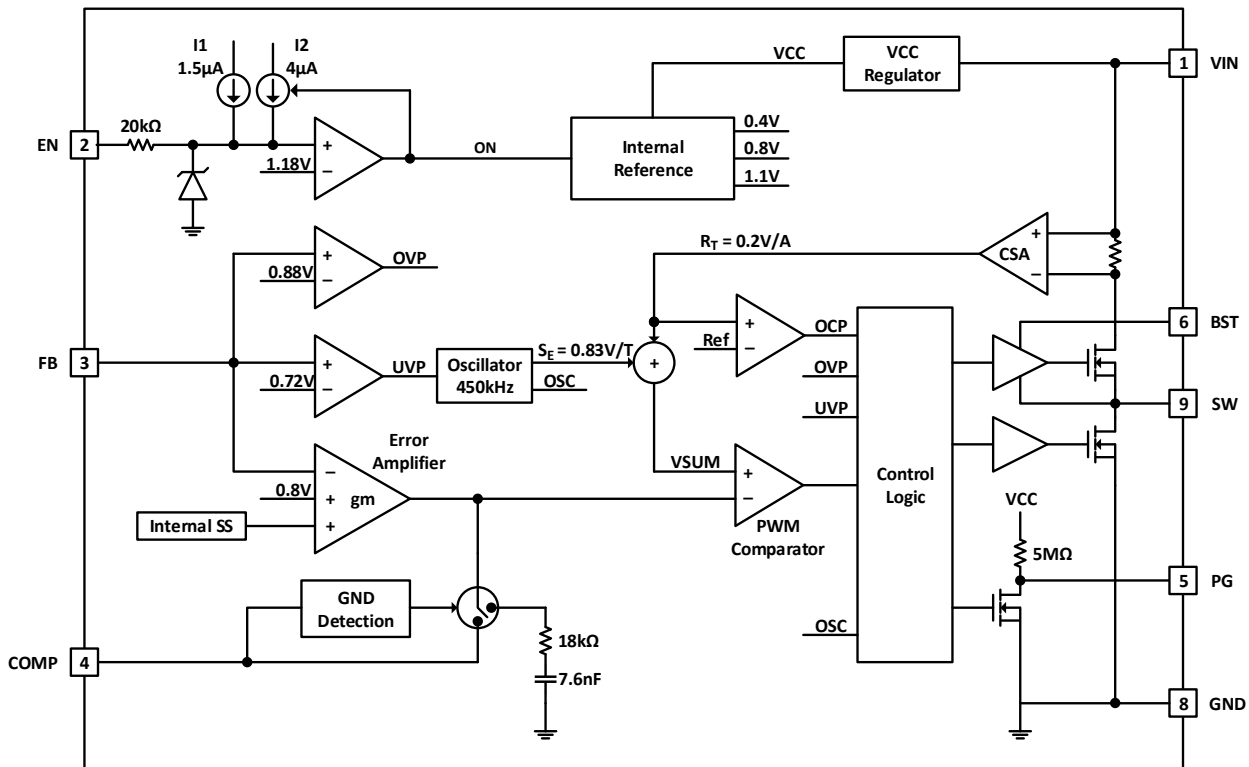 I1
1.5µA
I2
4µA
VCC
VCC
Regulator
1
VIN
EN
2
20kΩ
1.18V
ON
Internal
Reference
0.4V
0.8V
1.1V
0.88V
OVP
R_T = 0.2V/A
CSA
FB
3
0.72V
UVP
Oscillator
450kHz
S_E = 0.83V/T
OSC
+
Ref
OCP
OVP
UVP
6
BST
9
SW
Error
Amplifier
gm
0.8V
Internal SS
VSUM
PWM
Comparator
Control
Logic
VCC
5MΩ
5
PG
GND
Detection
COMP
4
18kΩ
7.6nF
OSC
8
GND